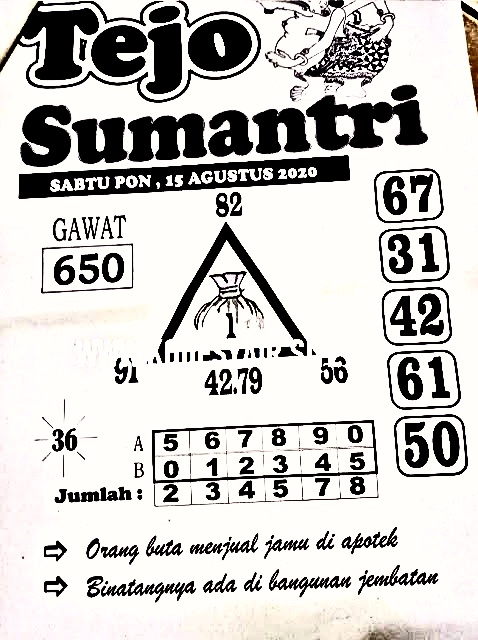 Tejo
Sumantri
SABTU PON , 15 AGUSTUS 2020
GAWAT
650
82
1
91
42.79
56
67
31
42
61
50
36
A 5 6 7 8 9 0
B 0 1 2 3 4 5
Jumlah : 2 3 4 5 7 8
⇨ Orang buta menjual jamu di apotek
⇨ Binatangnya ada di bangunan jembatan